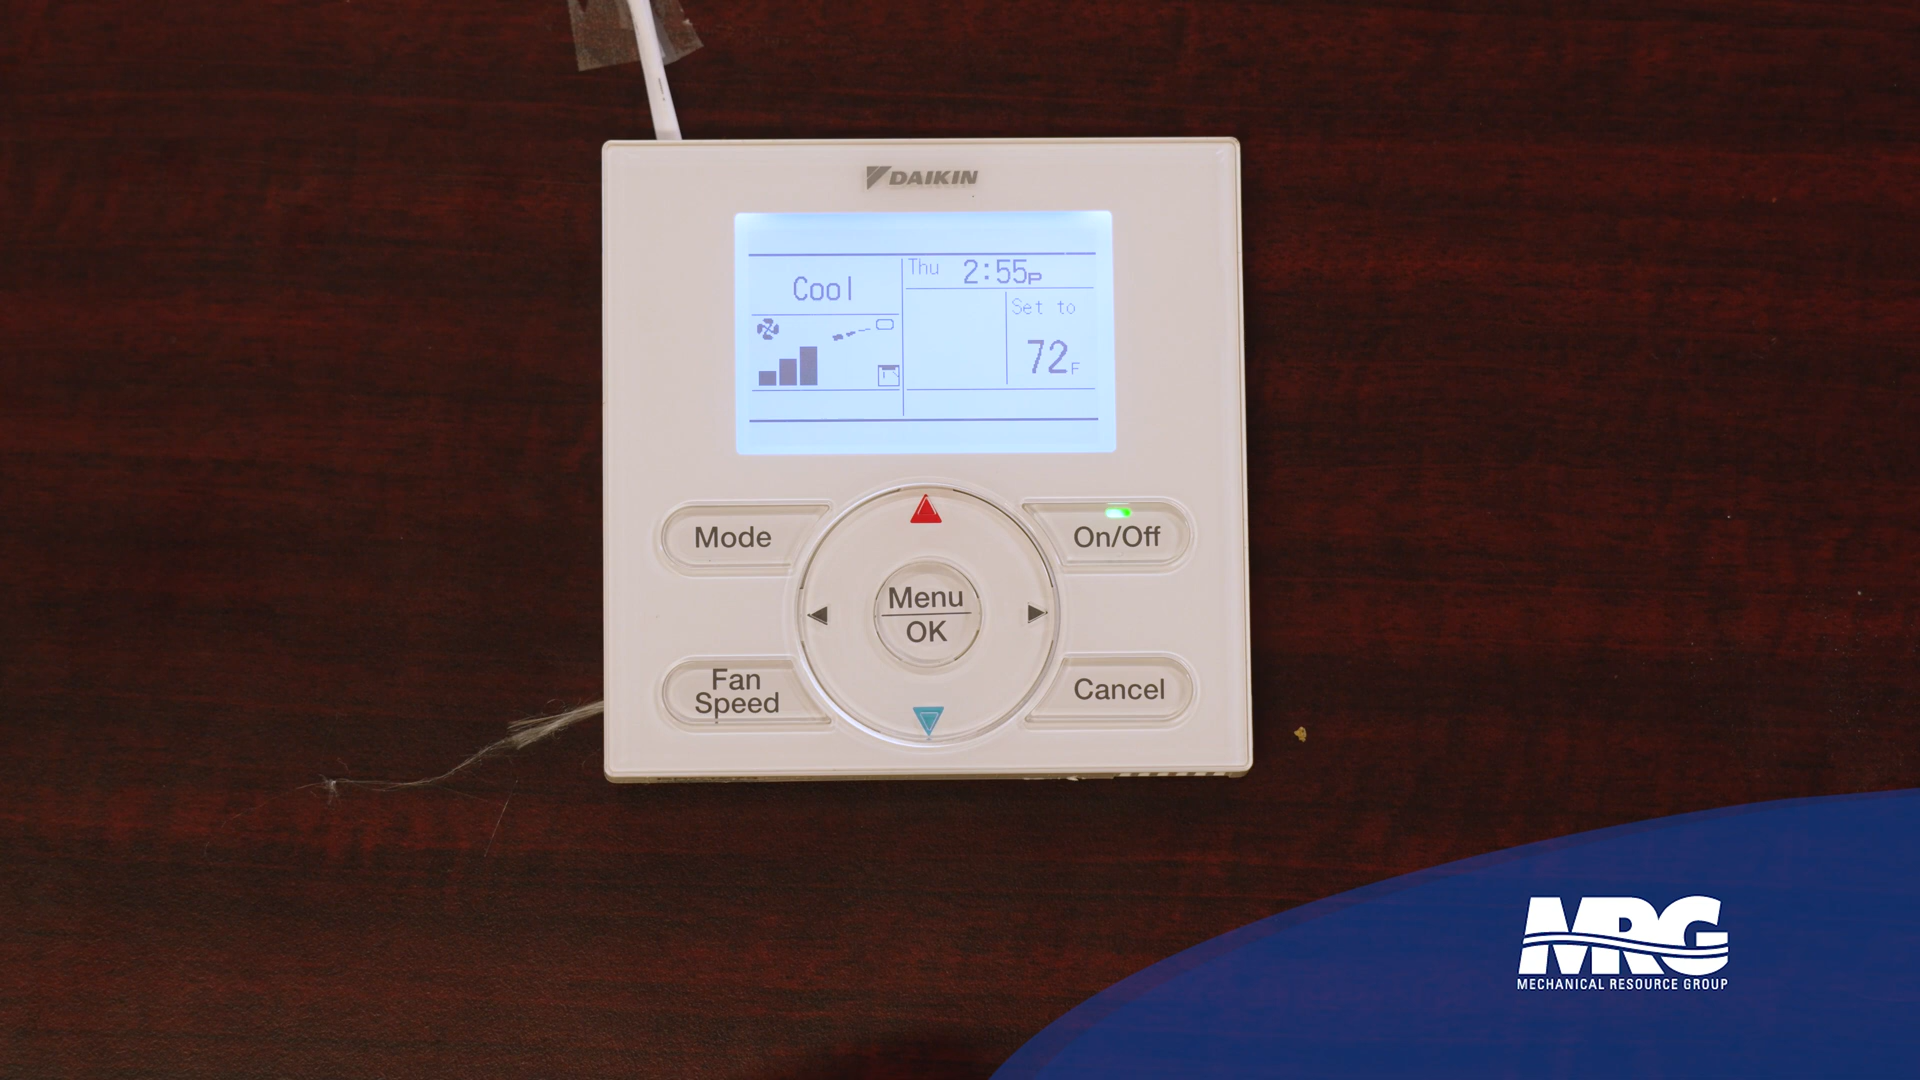 DAIKIN
Thu 2:55P
Cool
Set to
72F
Mode
On/Off
Menu
OK
Fan
Speed
Cancel
MRG
MECHANICAL RESOURCE GROUP